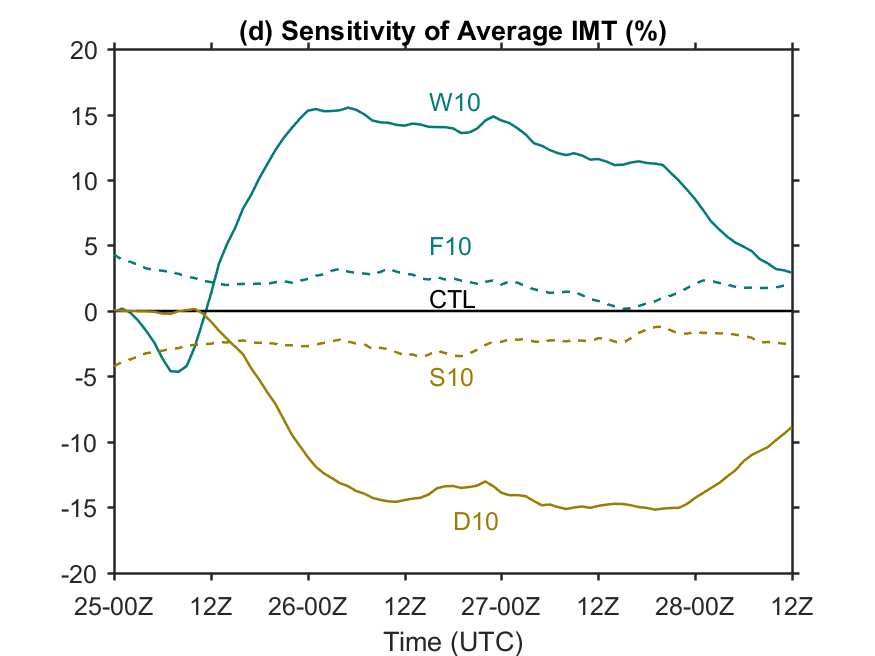 (d) Sensitivity of Average IMT (%)
20
15
10
5
0
-5
-10
-15
-20
W10
F10
CTL
S10
D10
25-00Z 12Z 26-00Z 12Z 27-00Z 12Z 28-00Z 12Z
Time (UTC)